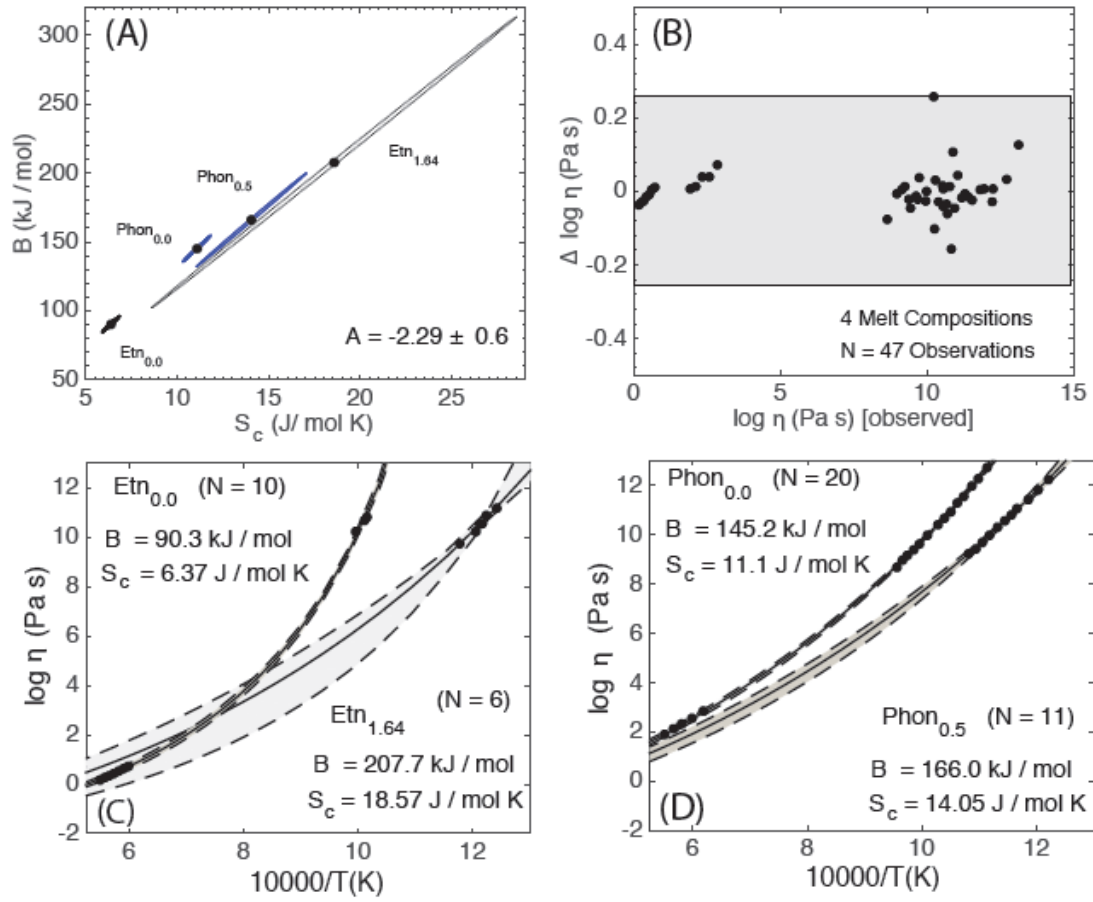 (A)
B (kJ / mol)
300
250
200
150
100
50
Etn1.64
Phon0.5
Phon0.0
Etn0.0
A = -2.29 ± 0.6
5 10 15 20 25
S c (J/ mol K)
(B)
Δ log η (Pa s)
0.4
0.2
0
-0.2
-0.4
4 Melt Compositions
N = 47 Observations
0 5 10 15
log η (Pa s) [observed]
Etn0.0 (N = 10)
B = 90.3 kJ / mol
S c = 6.37 J / mol K
log η (Pa s)
12
10
8
6
4
2
0
-2
(N = 6)
Etn1.64
B = 207.7 kJ / mol
S c = 18.57 J / mol K
(C)
6 8 10 12
10000/T(K)
Phon0.0 (N = 20)
B = 145.2 kJ / mol
S c = 11.1 J / mol K
log η (Pa s)
12
10
8
6
4
2
0
-2
Phon0.5 (N = 11)
B = 166.0 kJ / mol
S c = 14.05 J / mol K
(D)
6 8 10 12
10000/T(K)